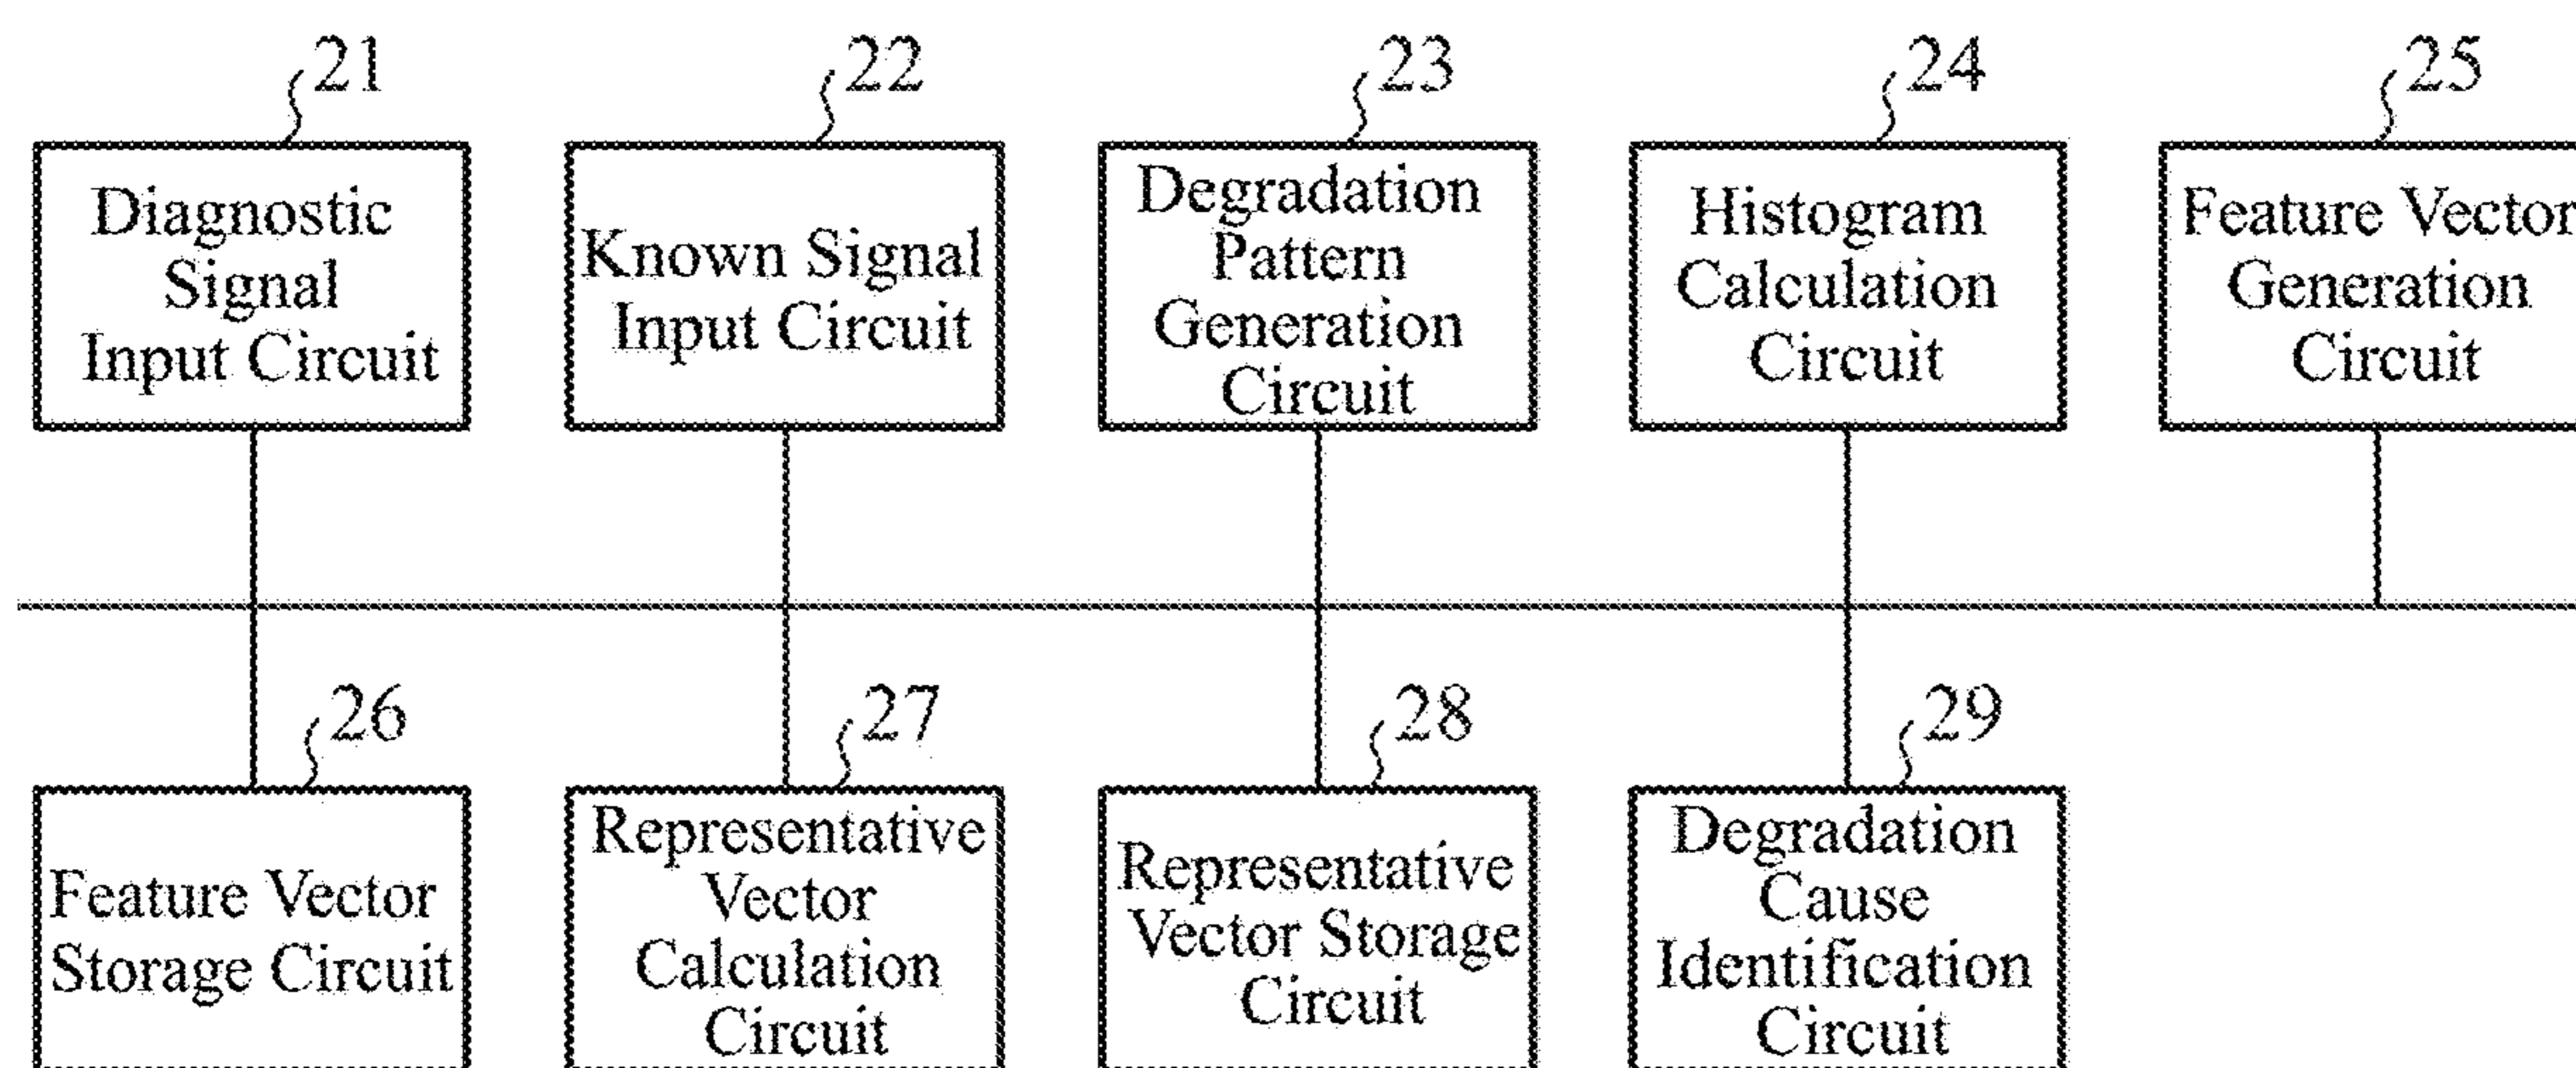 21
22
23
24
25
Diagnostic
Signal
Input Circuit
Known Signal
Input Circuit
Degradation
Pattern
Generation
Circuit
Histogram
Calculation
Circuit
Feature Vector
Generation
Circuit
26
27
28
29
Feature Vector
Storage Circuit
Representative
Vector
Calculation
Circuit
Representative
Vector Storage
Circuit
Degradation
Cause
Identification
Circuit